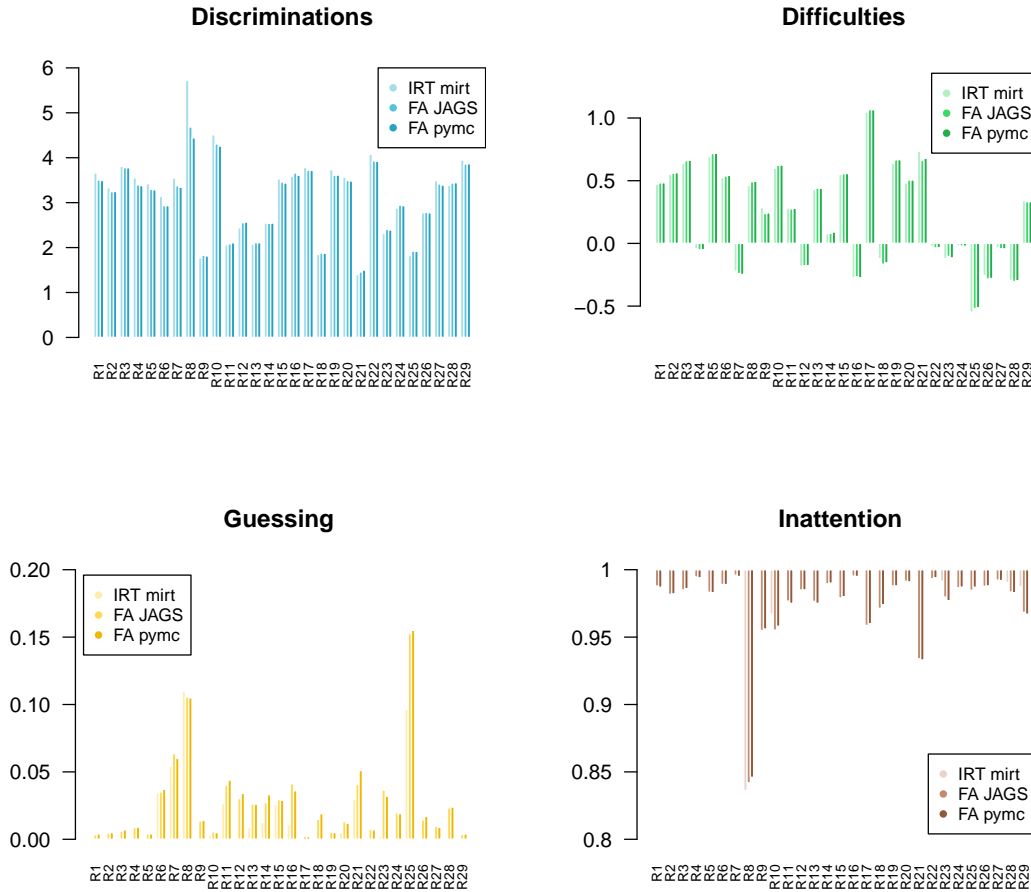 Discriminations
6
5
4
3
2
1
0
IRT mirt
FA JAGS
FA pymc
R1 R2 R3 R4 R5 R6 R7 R8 R9 R10 R11 R12 R13 R14 R15 R16 R17 R18 R19 R20 R21 R22 R23 R24 R25 R26 R27 R28 R29
Difficulties
1.0
0.5
0.0
−0.5
IRT mirt
FA JAGS
FA pymc
R1 R2 R3 R4 R5 R6 R7 R8 R9 R10 R11 R12 R13 R14 R15 R16 R17 R18 R19 R20 R21 R22 R23 R24 R25 R26 R27 R28 R29
Guessing
0.20
0.15
0.10
0.05
0.00
IRT mirt
FA JAGS
FA pymc
R1 R2 R3 R4 R5 R6 R7 R8 R9 R10 R11 R12 R13 R14 R15 R16 R17 R18 R19 R20 R21 R22 R23 R24 R25 R26 R27 R28 R29
Inattention
1
0.95
0.9
0.85
0.8
IRT mirt
FA JAGS
FA pymc
R1 R2 R3 R4 R5 R6 R7 R8 R9 R10 R11 R12 R13 R14 R15 R16 R17 R18 R19 R20 R21 R22 R23 R24 R25 R26 R27 R28 R29